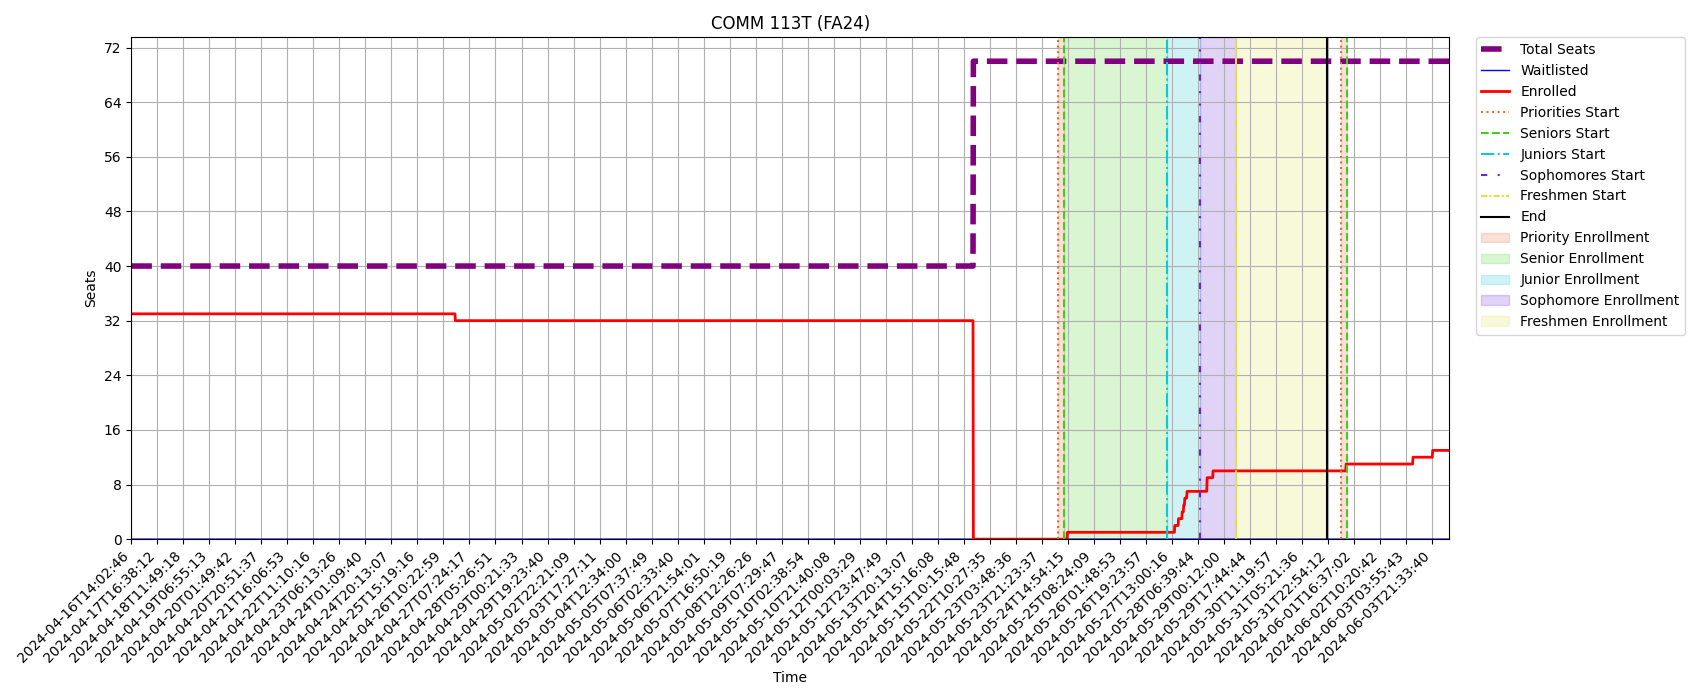 COMM 113T (FA24)
72
64
56
48
40
32
24
16
8
0
Seats
2024-04-16T14:02:46
2024-04-17T16:38:12
2024-04-18T11:49:18
2024-04-19T06:55:13
2024-04-20T01:49:42
2024-04-20T20:51:37
2024-04-21T16:06:53
2024-04-22T11:10:16
2024-04-23T06:13:26
2024-04-24T01:09:40
2024-04-24T20:13:07
2024-04-25T15:19:16
2024-04-26T10:22:59
2024-04-27T07:24:17
2024-04-28T05:26:51
2024-04-29T00:21:33
2024-04-29T19:23:40
2024-05-02T22:21:09
2024-05-03T17:27:11
2024-05-04T12:34:00
2024-05-05T07:37:49
2024-05-06T02:33:40
2024-05-06T21:54:01
2024-05-07T16:50:19
2024-05-08T12:26:26
2024-05-09T07:29:47
2024-05-10T02:38:54
2024-05-10T21:40:08
2024-05-12T00:03:29
2024-05-12T23:47:49
2024-05-13T20:13:07
2024-05-14T15:16:08
2024-05-15T10:15:48
2024-05-22T10:27:35
2024-05-23T03:48:36
2024-05-23T21:23:37
2024-05-24T14:54:15
2024-05-25T08:24:09
2024-05-26T01:48:53
2024-05-26T19:23:57
2024-05-27T13:00:16
2024-05-28T06:39:44
2024-05-29T00:12:00
2024-05-29T17:44:44
2024-05-30T11:19:57
2024-05-31T05:21:36
2024-05-31T22:54:12
2024-06-01T16:37:02
2024-06-02T10:20:42
2024-06-03T03:55:43
2024-06-03T21:33:40
Time
Total Seats
Waitlisted
Enrolled
Priorities Start
Seniors Start
Juniors Start
Sophomores Start
Freshmen Start
End
Priority Enrollment
Senior Enrollment
Junior Enrollment
Sophomore Enrollment
Freshmen Enrollment